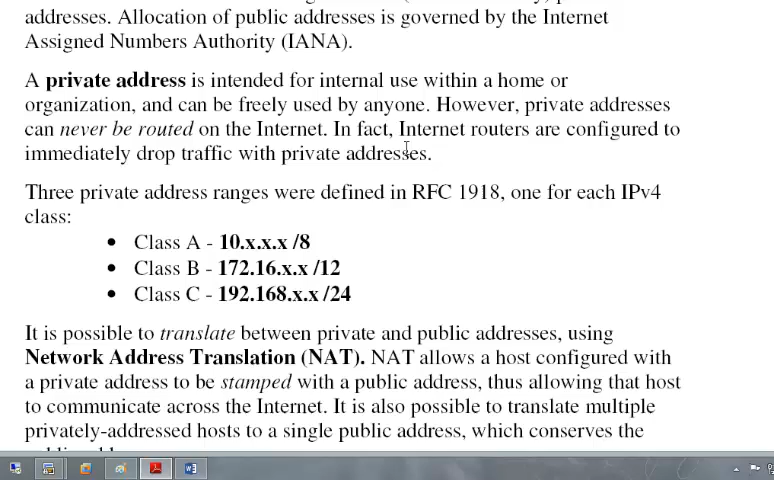 addresses. Allocation of public addresses is governed by the Internet
Assigned Numbers Authority (IANA).
A private address is intended for internal use within a home or
organization, and can be freely used by anyone. However, private addresses
can never be routed on the Internet. In fact, Internet routers are configured to
immediately drop traffic with private addresses.
Three private address ranges were defined in RFC 1918, one for each IPv4
class:
• Class A - 10.x.x.x /8
• Class B - 172.16.x.x /12
• Class C - 192.168.x.x /24
It is possible to translate between private and public addresses, using
Network Address Translation (NAT). NAT allows a host configured with
a private address to be stamped with a public address, thus allowing that host
to communicate across the Internet. It is also possible to translate multiple
privately-addressed hosts to a single public address, which conserves the